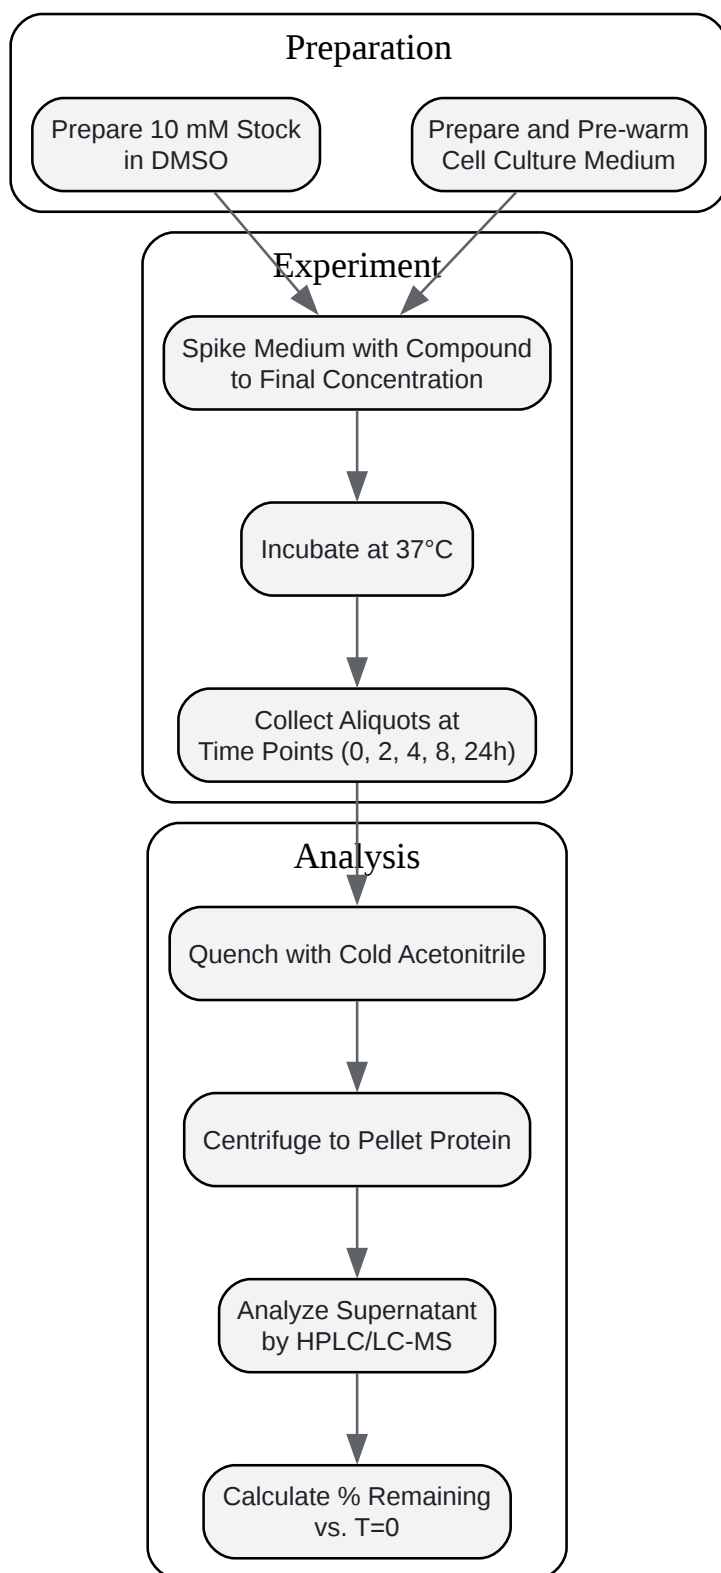 Preparation
Prepare 10 mM Stock
in DMSO
Prepare and Pre-warm
Cell Culture Medium
Experiment
Spike Medium with Compound
to Final Concentration
Incubate at 37°C
Collect Aliquots at
Time Points (0, 2, 4, 8, 24h)
Analysis
Quench with Cold Acetonitrile
Centrifuge to Pellet Protein
Analyze Supernatant
by HPLC/LC-MS
Calculate % Remaining
vs. T=0